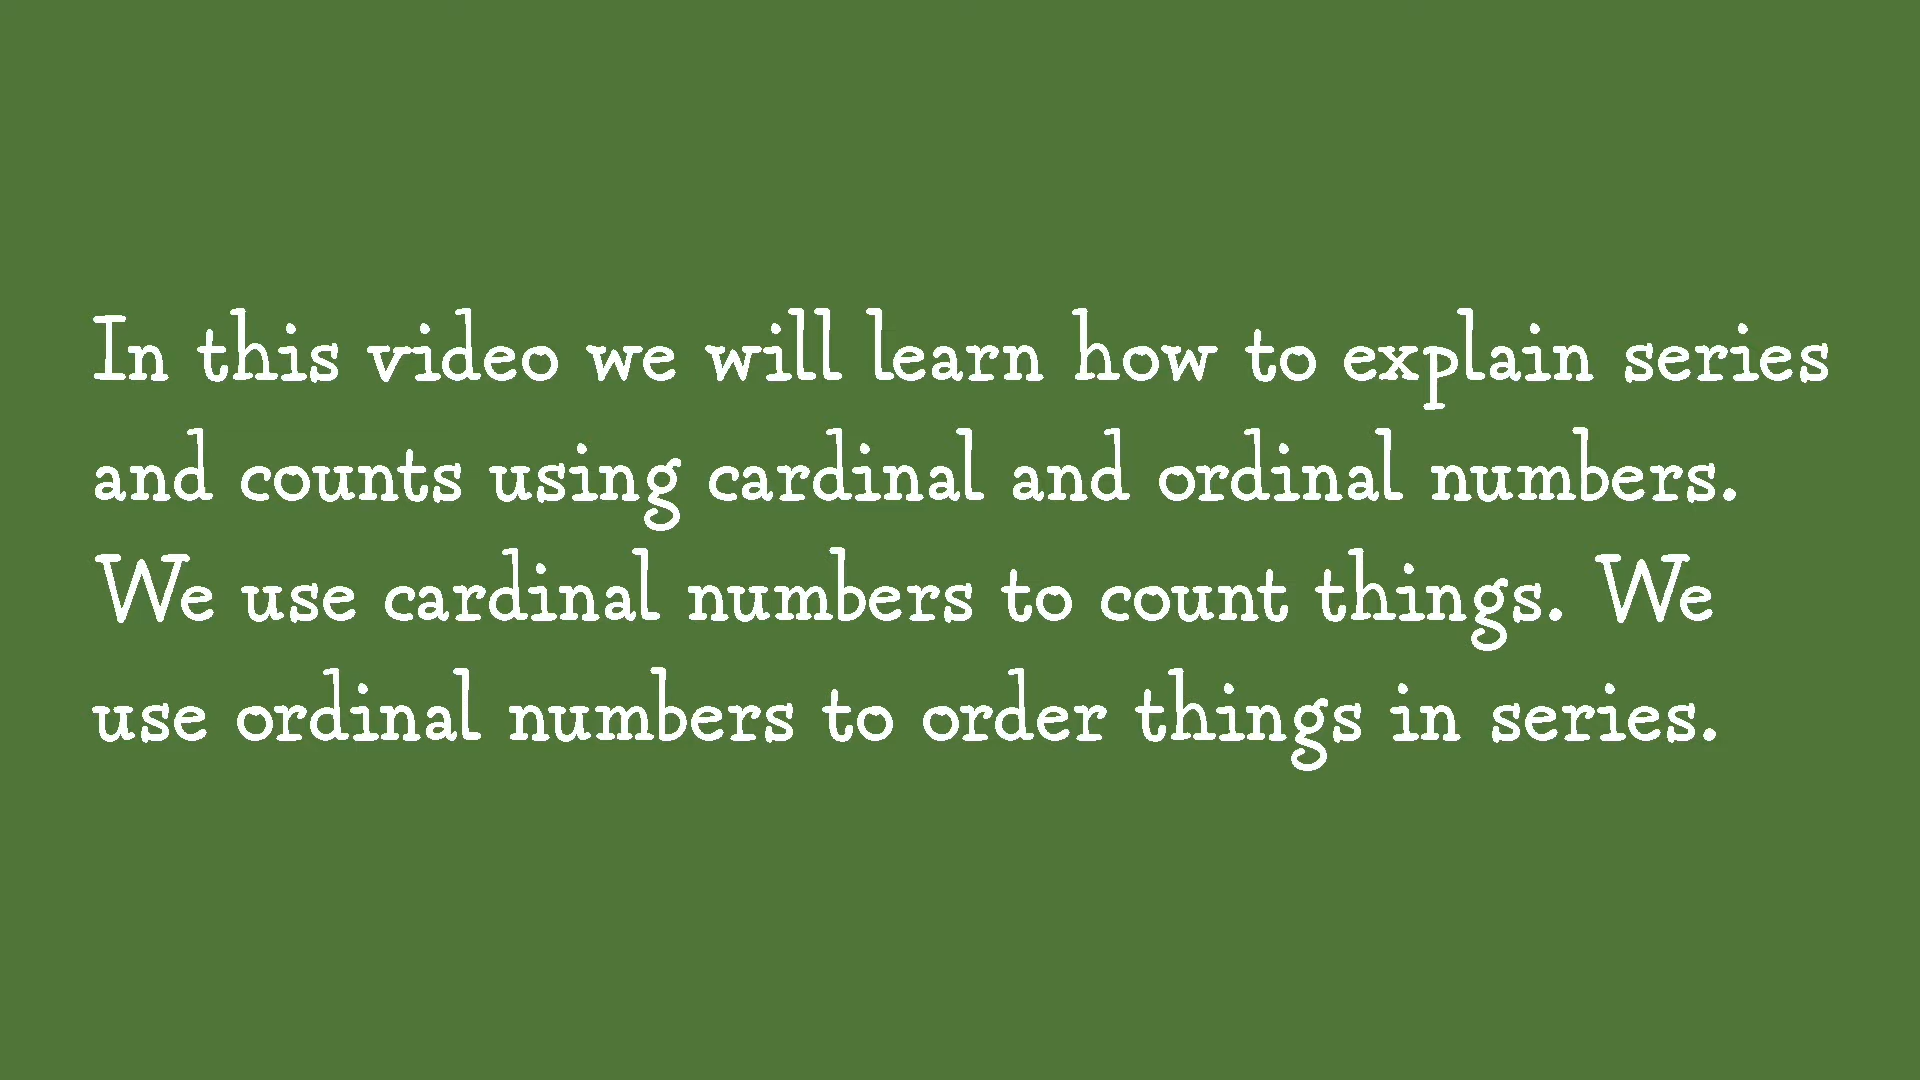 In this video we will learn how to explain series
and counts using cardinal and ordinal numbers.
We use cardinal numbers to count things. We
use ordinal numbers to order things in series.